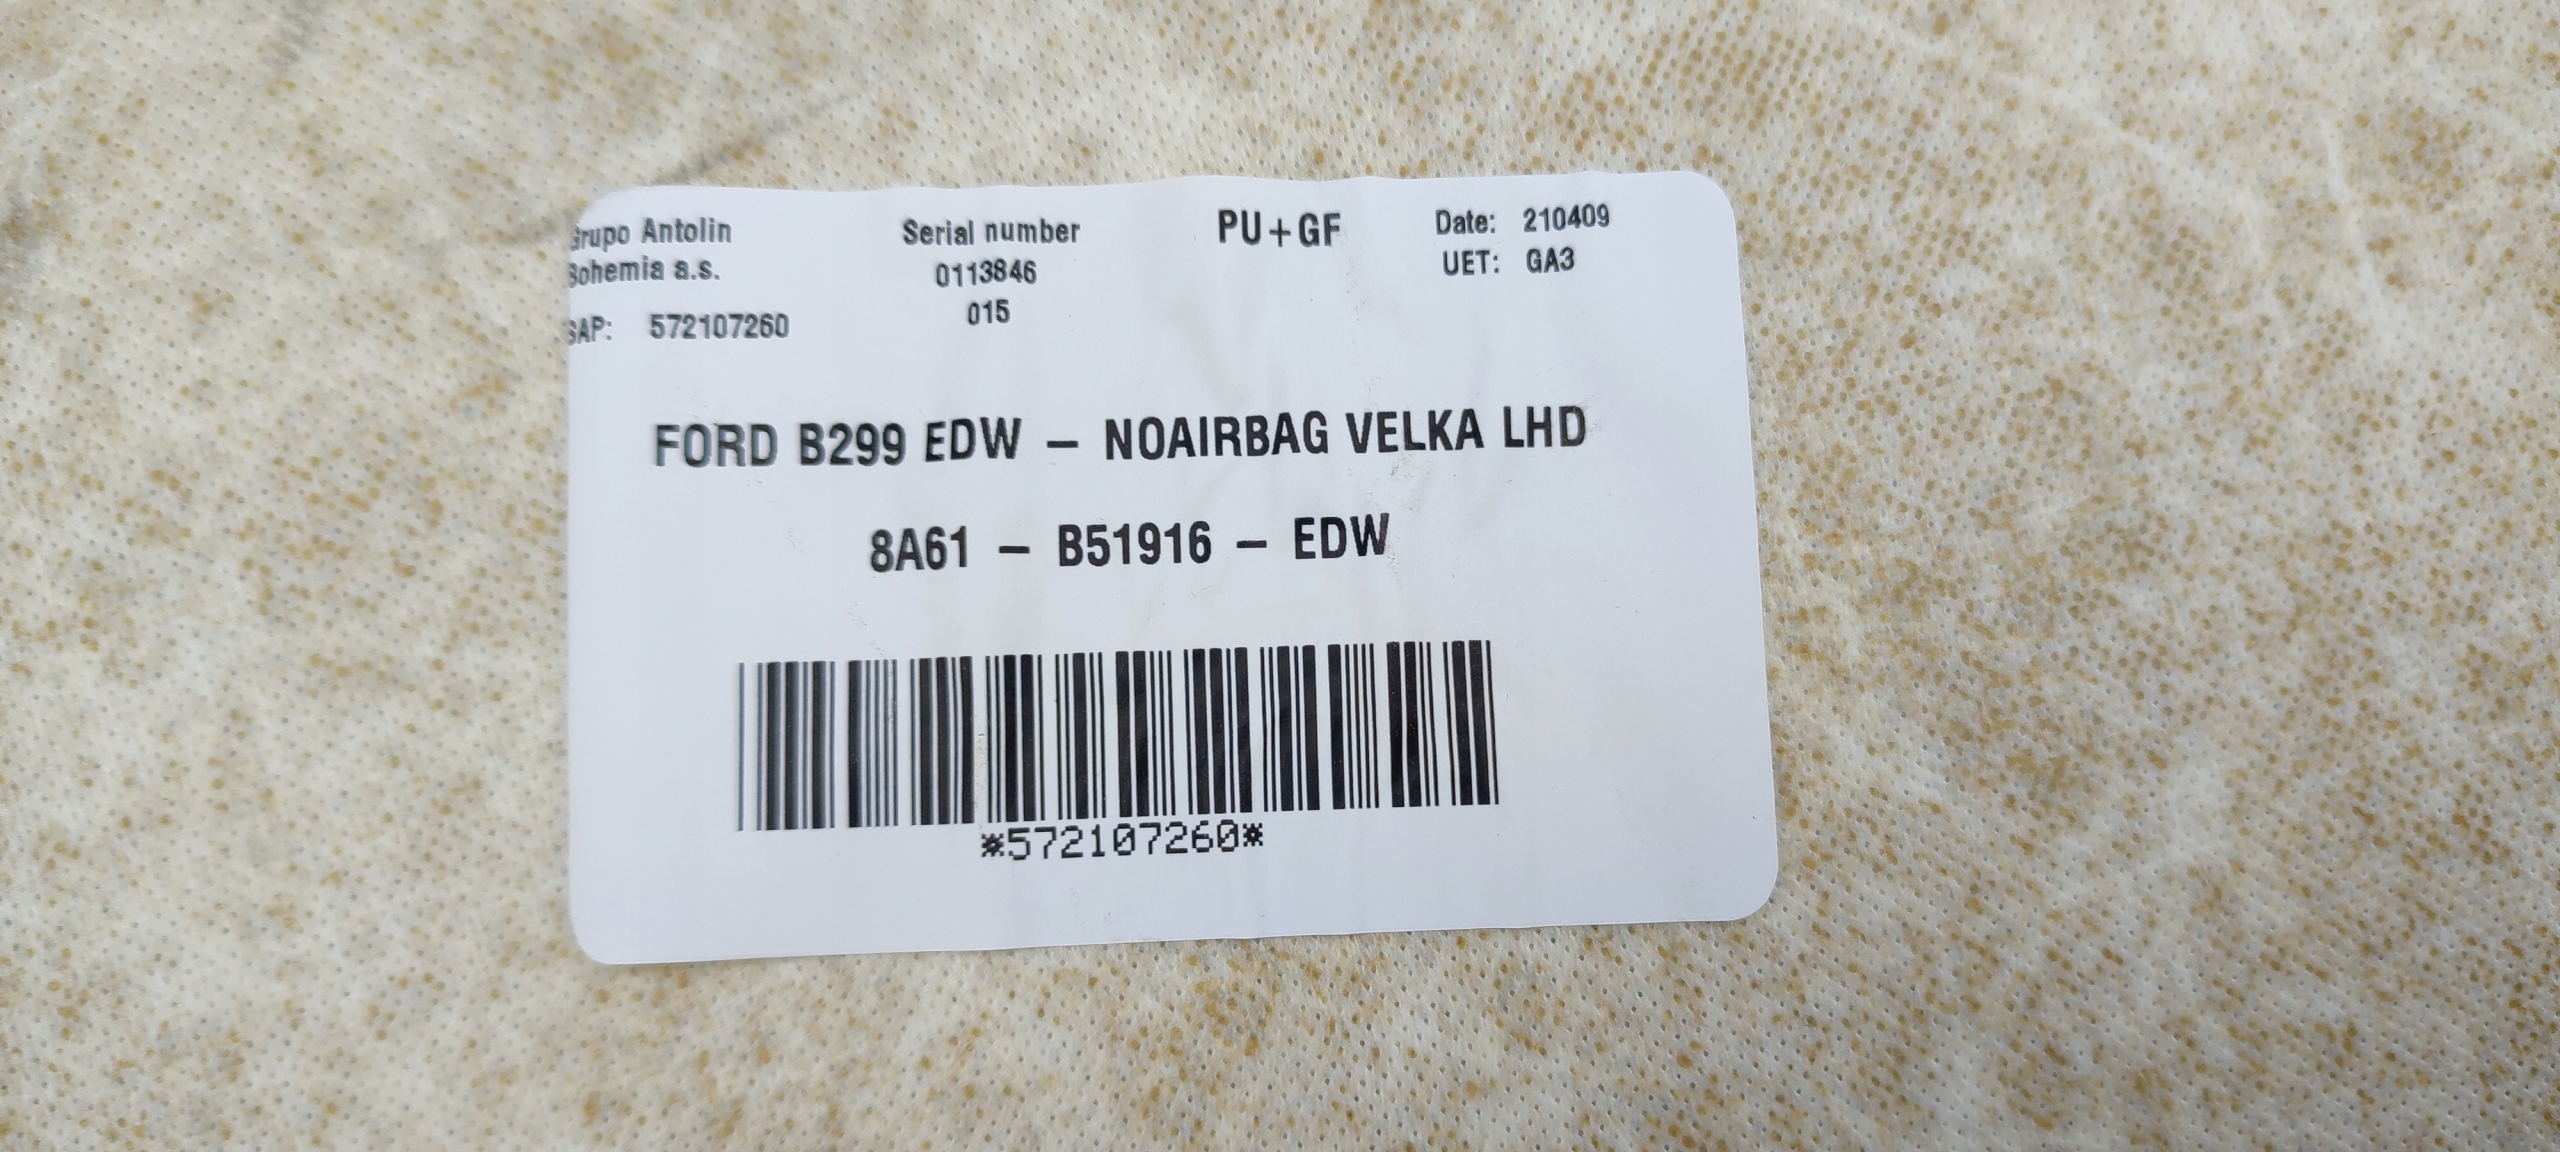 Grupo Antolin
Bohemia a.s.
SAP: 572107260
Serial number
0113846
015
PU+GF
Date: 210409
UET: GA3
FORD B299 EDW – NOAIRBAG VELKA LHD
8A61 – B51916 – EDW
*572107260*